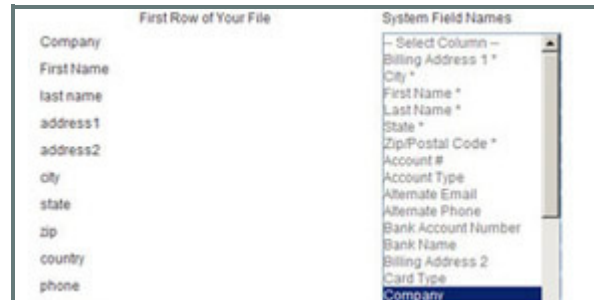 First Row of Your File
System Field Names
Company
First Name
last name
address1
address2
city
state
zip
country
phone
-- Select Column --
Billing Address 1 *
City *
First Name *
Last Name *
State *
Zip/Postal Code *
Account #
Account Type
Alternate Email
Alternate Phone
Bank Account Number
Bank Name
Billing Address 2
Card Type
Company